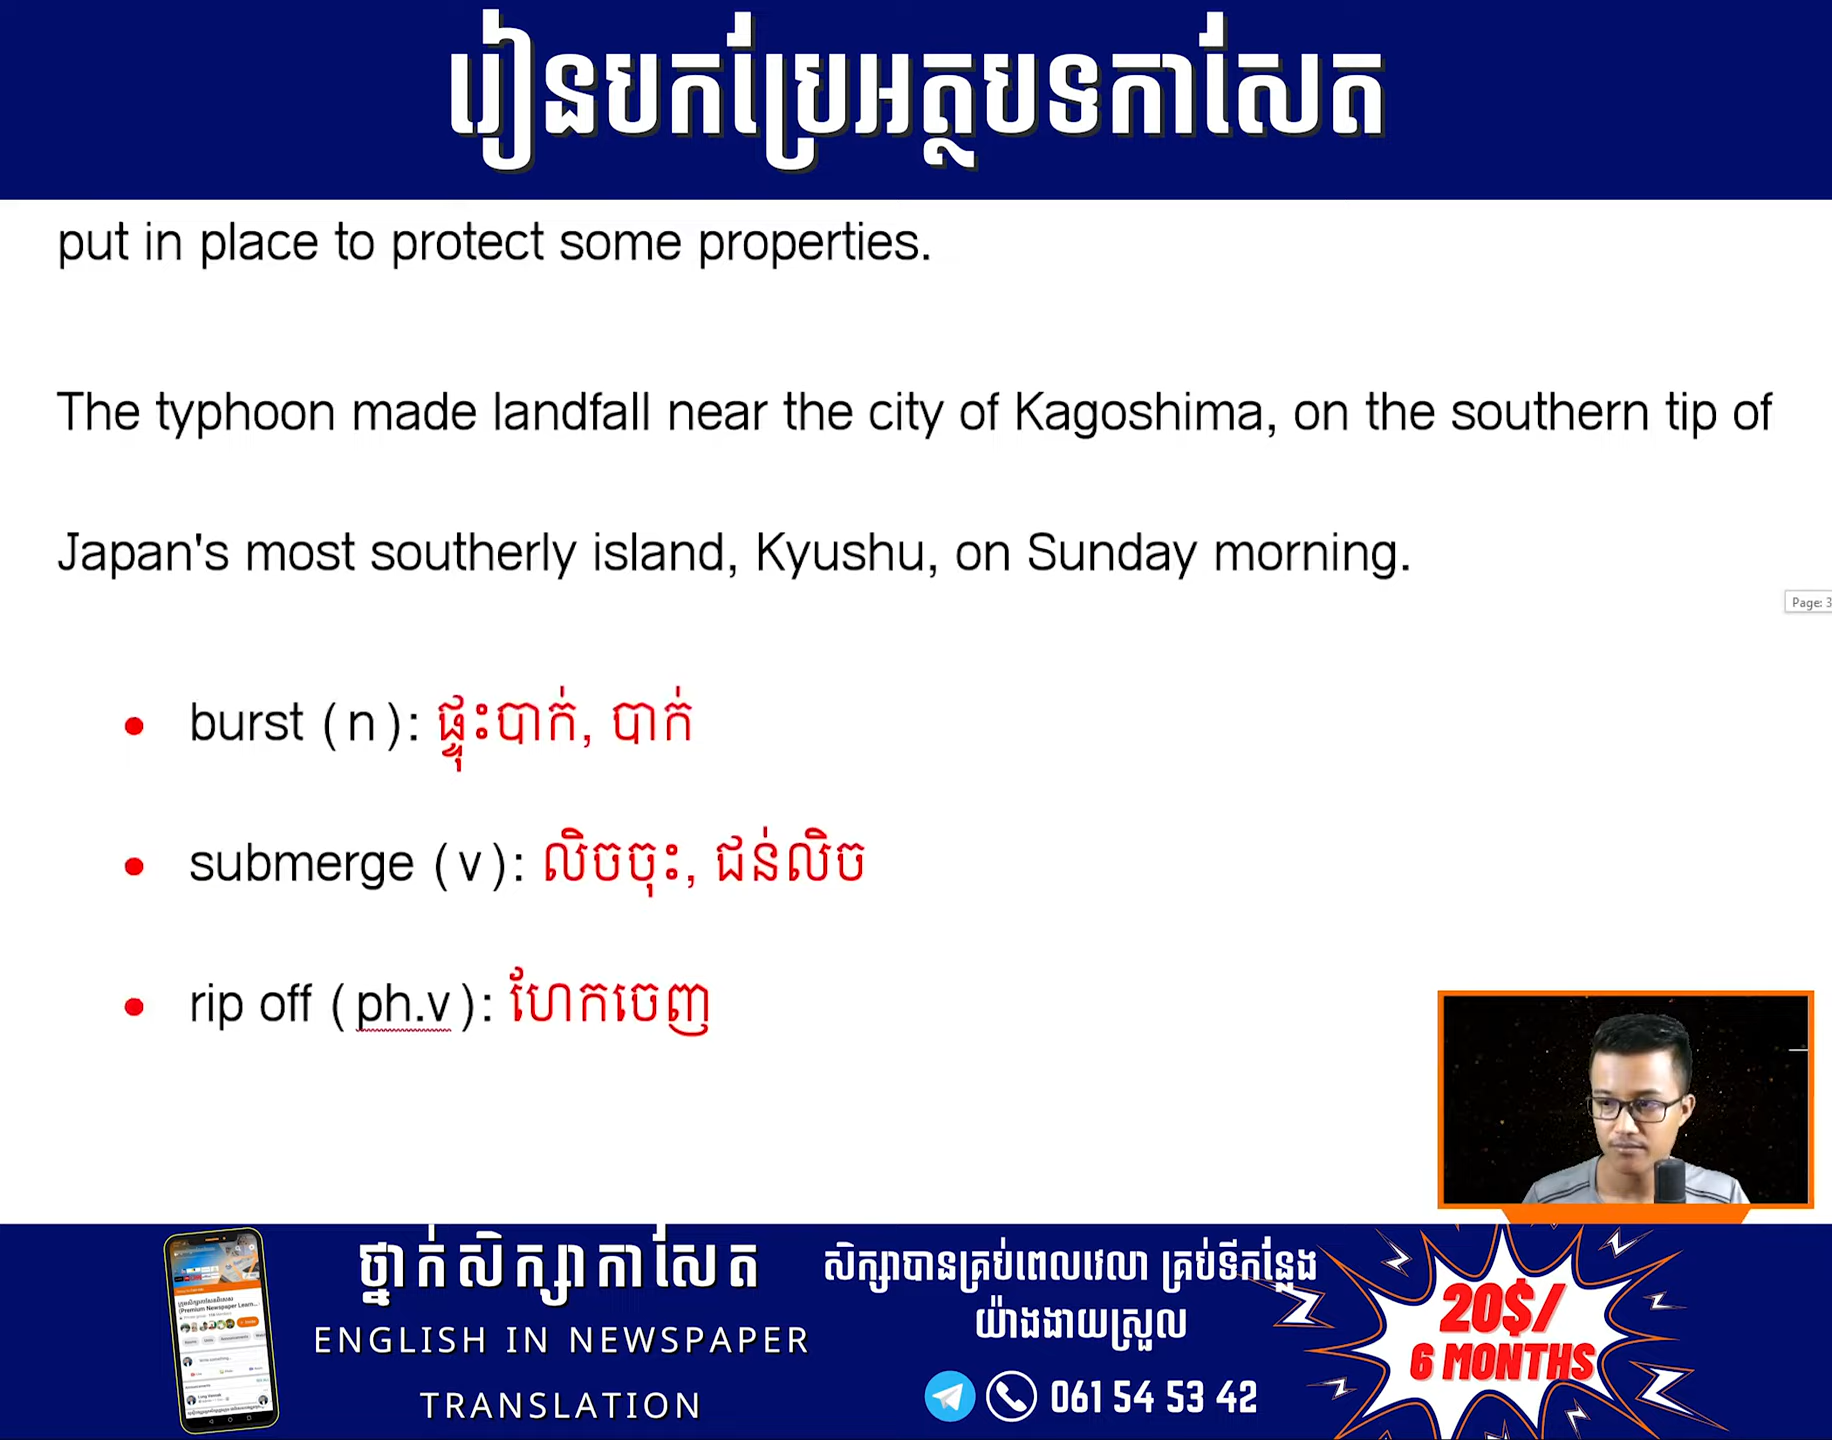 រៀនបកប្រែអត្ថបទកាសែត
put in place to protect some properties.
The typhoon made landfall near the city of Kagoshima, on the southern tip of
Japan's most southerly island, Kyushu, on Sunday morning.
Page: 3
• burst (n): ផ្ទុះបាក់, បាក់
• submerge (v): លិចចុះ, ជន់លិច
• rip off (ph.v): ហែកចេញ
ថ្នាក់សិក្សាកាសែត
ENGLISH IN NEWSPAPER
TRANSLATION
សិក្សាបានគ្រប់ពេលវេលា គ្រប់ទីកន្លែង
យ៉ាងងាយស្រួល
061 54 53 42
20$/
6 MONTHS